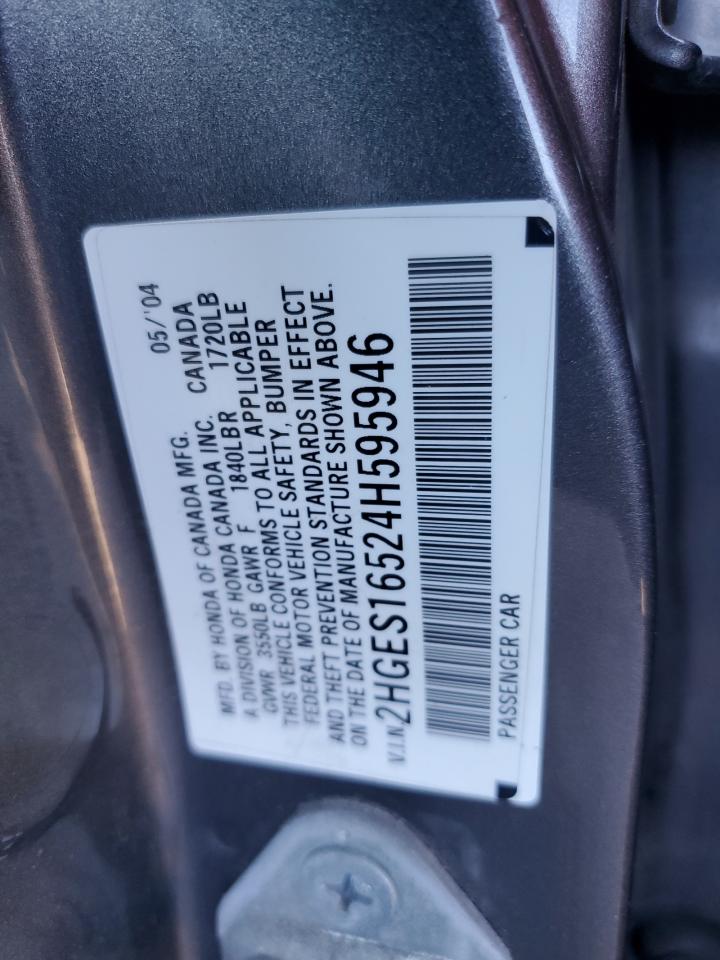 MFD. BY HONDA OF CANADA MFG. 05/'04
A DIVISION OF HONDA CANADA INC. CANADA
GVWR 3550LB GAWR F 1840LBR 1720LB
THIS VEHICLE CONFORMS TO ALL APPLICABLE
FEDERAL MOTOR VEHICLE SAFETY, BUMPER
AND THEFT PREVENTION STANDARDS IN EFFECT
ON THE DATE OF MANUFACTURE SHOWN ABOVE.
V.I.N. 2HGES16524H595946
PASSENGER CAR